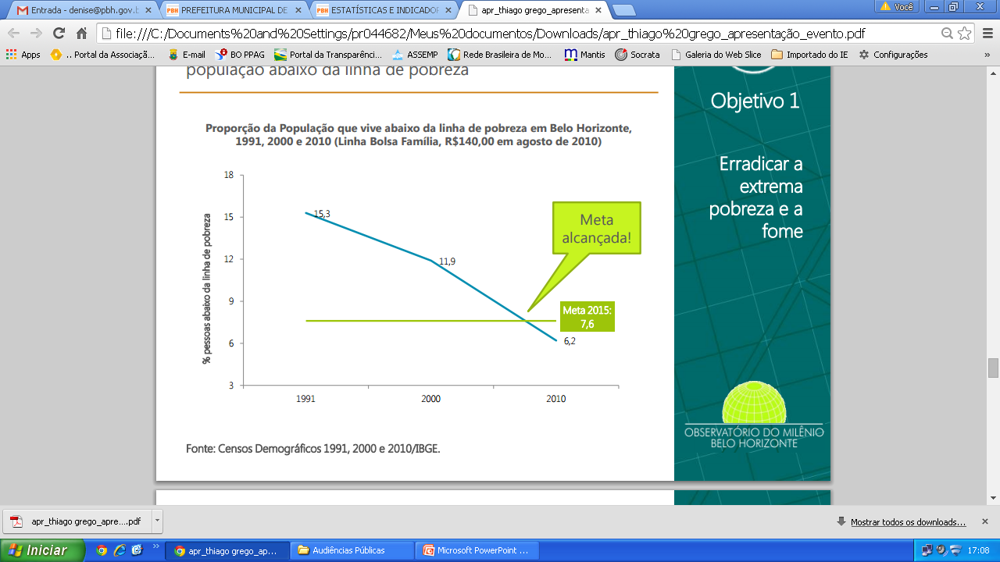 Entrada - denise@pbh.gov.b
PREFEITURA MUNICIPAL DE
ESTATÍSTICAS E INDICADOR
apr_thiago grego_apresenta
Você
file:///C:/Documents%20and%20Settings/pr044682/Meus%20documentos/Downloads/apr_thiago%20grego_apresentação_evento.pdf
Apps
.. Portal da Associaçã...
E-mail
BO PPAG
Portal da Transparênci...
ASSEMP
Rede Brasileira de Mo...
Mantis
Socrata
Galeria do Web Slice
Importado do IE
Configurações
»
população abaixo da linha de pobreza
Proporção da População que vive abaixo da linha de pobreza em Belo Horizonte,
1991, 2000 e 2010 (Linha Bolsa Família, R$140,00 em agosto de 2010)
% pessoas abaixo da linha de pobreza
18
15
12
9
6
3
15,3
11,9
6,2
Meta
alcançada!
Meta 2015:
7,6
1991
2000
2010
Fonte: Censos Demográficos 1991, 2000 e 2010/IBGE.
Objetivo 1
Erradicar a
extrema
pobreza e a
fome
OBSERVATÓRIO DO MILÊNIO
BELO HORIZONTE
apr_thiago grego_apre....pdf
Mostrar todos os downloads...
Iniciar
»
apr_thiago grego_ap...
Audiências Públicas
Microsoft PowerPoint ...
17:08